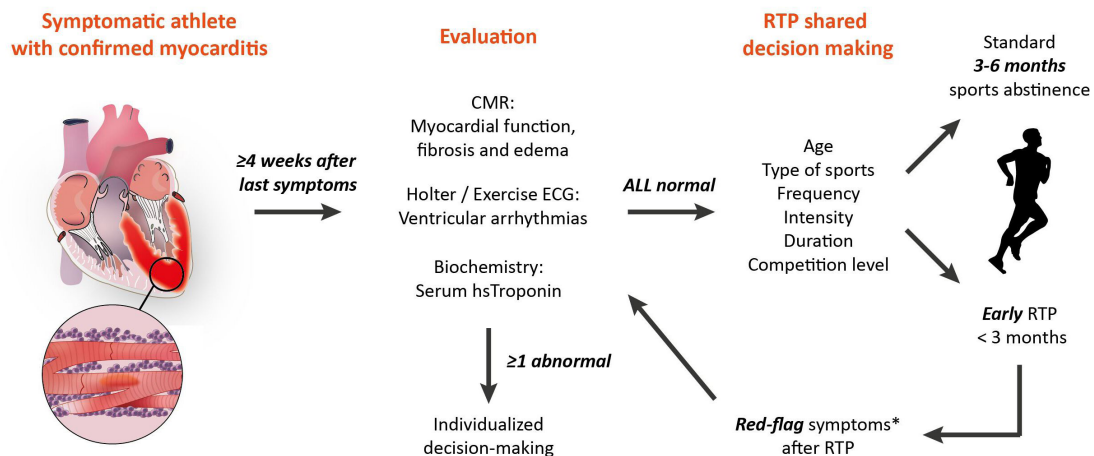 Symptomatic athlete
with confirmed myocarditis
≥4 weeks after
last symptoms
Evaluation
CMR:
Myocardial function,
fibrosis and edema
Holter / Exercise ECG:
Ventricular arrhythmias
Biochemistry:
Serum hsTroponin
≥1 abnormal
Individualized
decision-making
ALL normal
RTP shared
decision making
Age
Type of sports
Frequency
Intensity
Duration
Competition level
Standard
3-6 months
sports abstinence
Early RTP
< 3 months
Red-flag symptoms*
after RTP